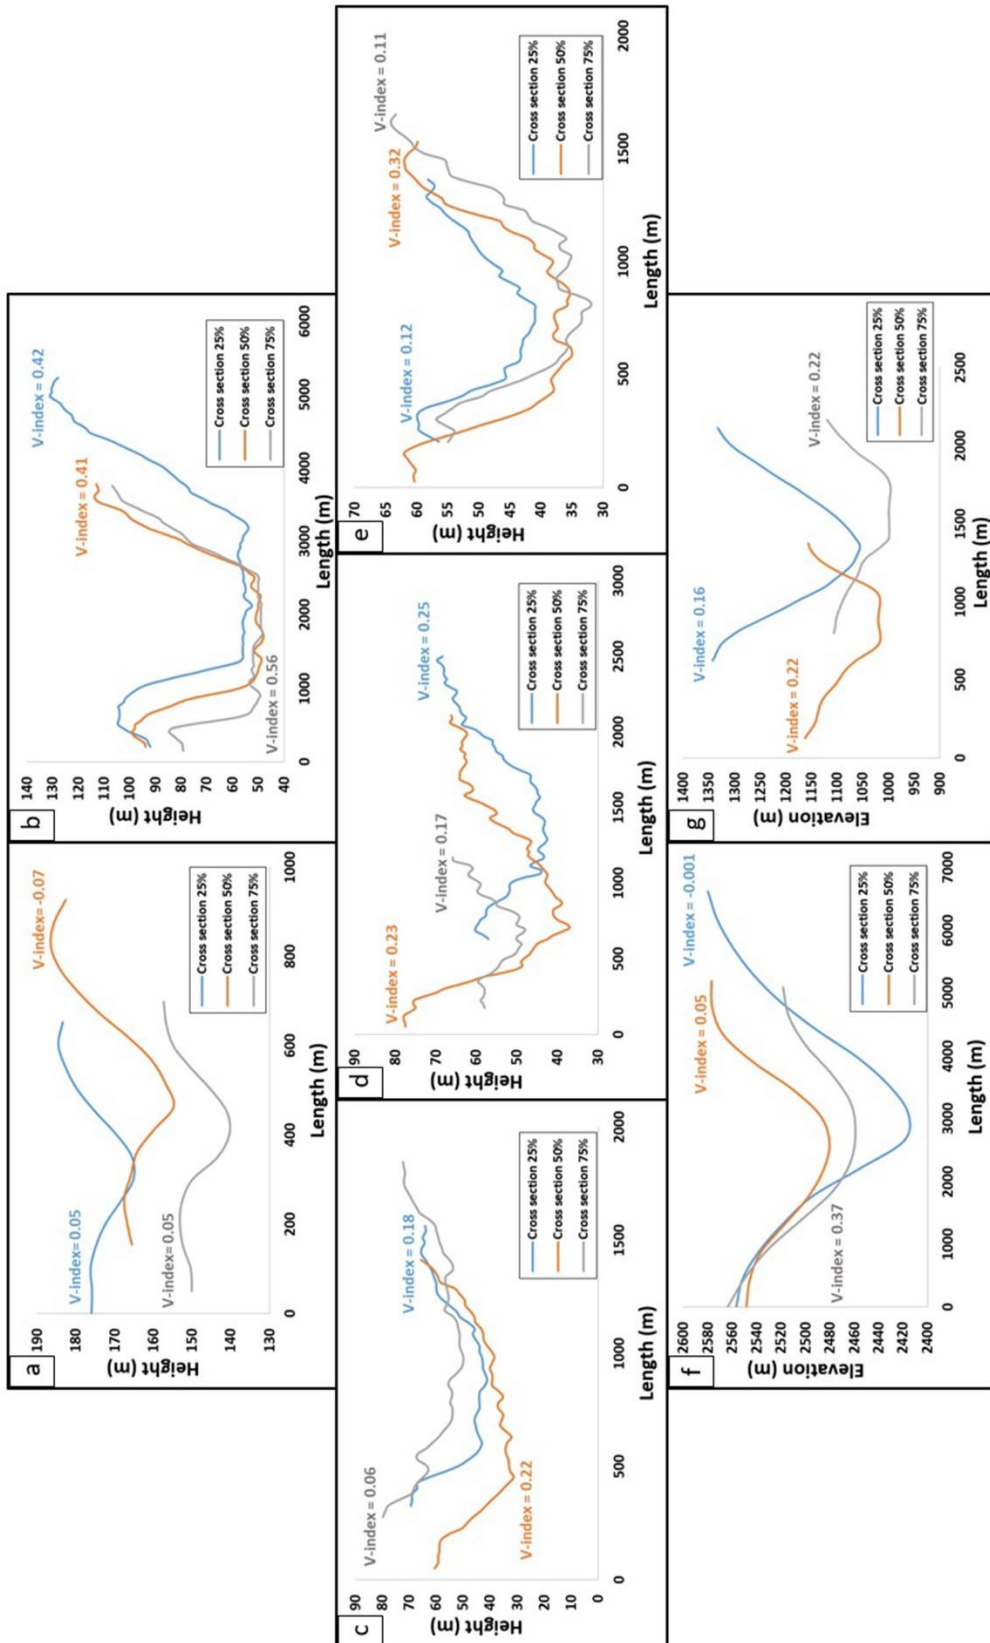 a
Height (m)
190
180
170
160
150
140
130
V-index= 0.05
V-index= -0.07
V-index= 0.05
Cross section 25%
Cross section 50%
Cross section 75%
0
200
400
600
800
1000
Length (m)
b
Height (m)
140
130
120
110
100
90
80
70
60
50
40
V-index = 0.42
V-index = 0.41
V-index = 0.56
Cross section 25%
Cross section 50%
Cross section 75%
0
1000
2000
3000
4000
5000
6000
Length (m)
c
Height (m)
90
80
70
60
50
40
30
20
10
0
V-index = 0.06
V-index = 0.18
V-index = 0.22
Cross section 25%
Cross section 50%
Cross section 75%
0
500
1000
1500
2000
Length (m)
d
Height (m)
90
80
70
60
50
40
30
V-index = 0.23
V-index = 0.17
V-index = 0.25
Cross section 25%
Cross section 50%
Cross section 75%
0
500
1000
1500
2000
2500
3000
Length (m)
e
Height (m)
70
65
60
55
50
45
40
35
30
V-index = 0.12
V-index = 0.32
V-index = 0.11
Cross section 25%
Cross section 50%
Cross section 75%
0
500
1000
1500
2000
Length (m)
f
Elevation (m)
2600
2580
2560
2540
2500
2480
2460
2440
2420
2400
V-index = 0.37
V-index = 0.05
V-index = -0.001
Cross section 25%
Cross section 50%
Cross section 75%
0
1000
2000
3000
4000
5000
6000
7000
Length (m)
g
Elevation (m)
1400
1300
1250
1200
1150
1100
1050
1000
950
900
V-index = 0.22
V-index = 0.16
V-index = 0.22
Cross section 25%
Cross section 50%
Cross section 75%
0
500
1000
1500
2000
2500
Length (m)